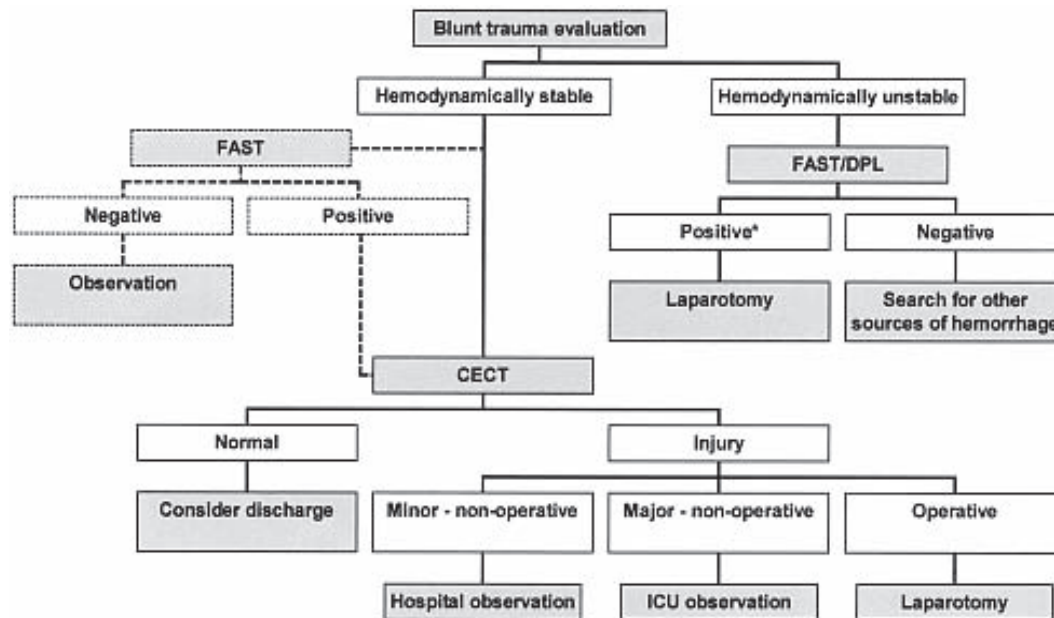 Blunt trauma evaluation
Hemodynamically stable
Hemodynamically unstable
FAST
FAST/DPL
Negative
Positive
Positive*
Negative
Observation
Laparotomy
Search for other
sources of hemorrhage
CECT
Normal
Injury
Consider discharge
Minor - non-operative
Major - non-operative
Operative
Hospital observation
ICU observation
Laparotomy